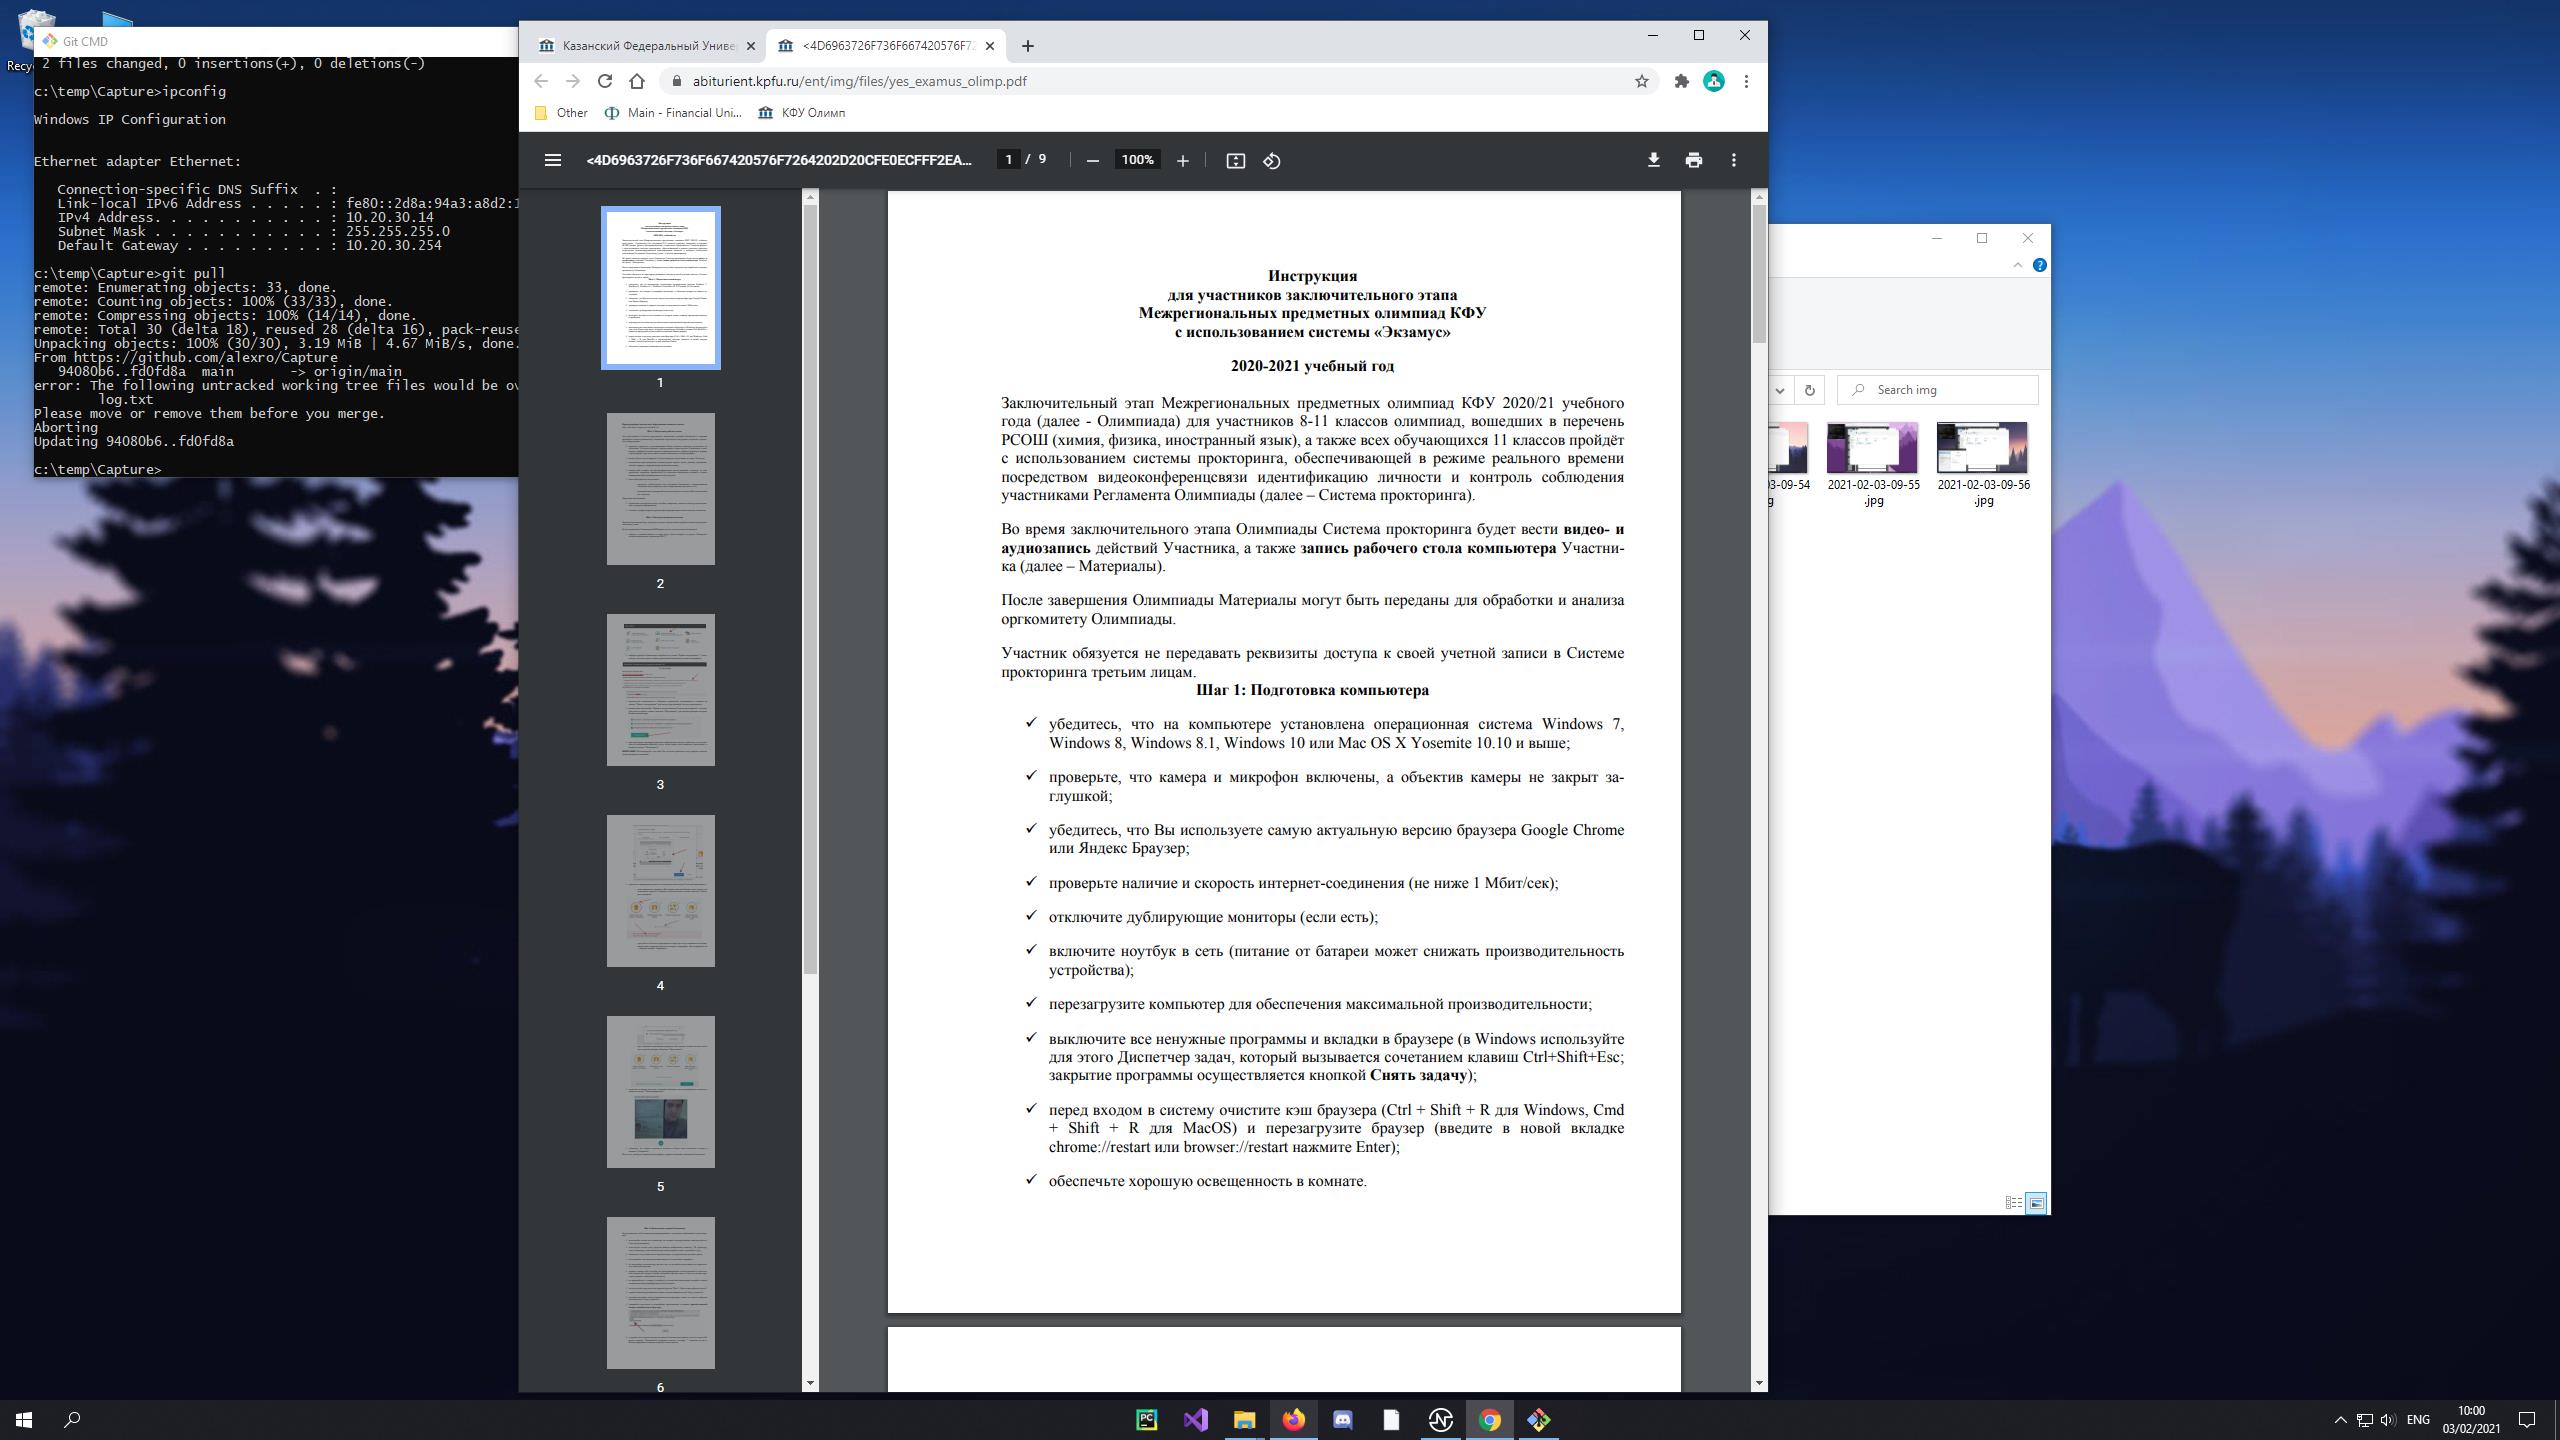 Recyc
Git CMD
2 files changed, 0 insertions(+), 0 deletions(-)
c:\temp\Capture>ipconfig
Windows IP Configuration
Ethernet adapter Ethernet:
Connection-specific DNS Suffix  . :
Link-local IPv6 Address . . . . . : fe80::2d8a:94a3:a8d2:1
IPv4 Address. . . . . . . . . . . : 10.20.30.14
Subnet Mask . . . . . . . . . . . : 255.255.255.0
Default Gateway . . . . . . . . . : 10.20.30.254
c:\temp\Capture>git pull
remote: Enumerating objects: 33, done.
remote: Counting objects: 100% (33/33), done.
remote: Compressing objects: 100% (14/14), done.
remote: Total 30 (delta 18), reused 28 (delta 16), pack-reuse
Unpacking objects: 100% (30/30), 3.19 MiB | 4.67 MiB/s, done.
From https://github.com/alexro/Capture
94080b6..fd0fd8a  main       -> origin/main
error: The following untracked working tree files would be ov
log.txt
Please move or remove them before you merge.
Aborting
Updating 94080b6..fd0fd8a
c:\temp\Capture>
Казанский Федеральный Универ
<4D6963726F736F667420576F72
abiturient.kpfu.ru/ent/img/files/yes_examus_olimp.pdf
Other
Main - Financial Uni...
КФУ Олимп
<4D6963726F736F667420576F7264202D20CFE0ECFFF2EA...
1 / 9
100%
1
2
3
4
5
6
Инструкция
для участников заключительного этапа
Межрегиональных предметных олимпиад КФУ
с использованием системы «Экзамус»
2020-2021 учебный год
Заключительный этап Межрегиональных предметных олимпиад КФУ 2020/21 учебного
года (далее - Олимпиада) для участников 8-11 классов олимпиад, вошедших в перечень
РСОШ (химия, физика, иностранный язык), а также всех обучающихся 11 классов пройдёт
с использованием системы прокторинга, обеспечивающей в режиме реального времени
посредством видеоконференцсвязи идентификацию личности и контроль соблюдения
участниками Регламента Олимпиады (далее – Система прокторинга).
Во время заключительного этапа Олимпиады Система прокторинга будет вести видео- и
аудиозапись действий Участника, а также запись рабочего стола компьютера Участни-
ка (далее – Материалы).
После завершения Олимпиады Материалы могут быть переданы для обработки и анализа
оргкомитету Олимпиады.
Участник обязуется не передавать реквизиты доступа к своей учетной записи в Системе
прокторинга третьим лицам.
Шаг 1: Подготовка компьютера
✓ убедитесь, что на компьютере установлена операционная система Windows 7,
Windows 8, Windows 8.1, Windows 10 или Mac OS X Yosemite 10.10 и выше;
✓ проверьте, что камера и микрофон включены, а объектив камеры не закрыт за-
глушкой;
✓ убедитесь, что Вы используете самую актуальную версию браузера Google Chrome
или Яндекс Браузер;
✓ проверьте наличие и скорость интернет-соединения (не ниже 1 Мбит/сек);
✓ отключите дублирующие мониторы (если есть);
✓ включите ноутбук в сеть (питание от батареи может снижать производительность
устройства);
✓ перезагрузите компьютер для обеспечения максимальной производительности;
✓ выключите все ненужные программы и вкладки в браузере (в Windows используйте
для этого Диспетчер задач, который вызывается сочетанием клавиш Ctrl+Shift+Esc;
закрытие программы осуществляется кнопкой Снять задачу);
✓ перед входом в систему очистите кэш браузера (Ctrl + Shift + R для Windows, Cmd
+ Shift + R для MacOS) и перезагрузите браузер (введите в новой вкладке
chrome://restart или browser://restart нажмите Enter);
✓ обеспечьте хорошую освещенность в комнате.
Search img
03-09-54
g
2021-02-03-09-55
.jpg
2021-02-03-09-56
.jpg
PC
ENG
10:00
03/02/2021